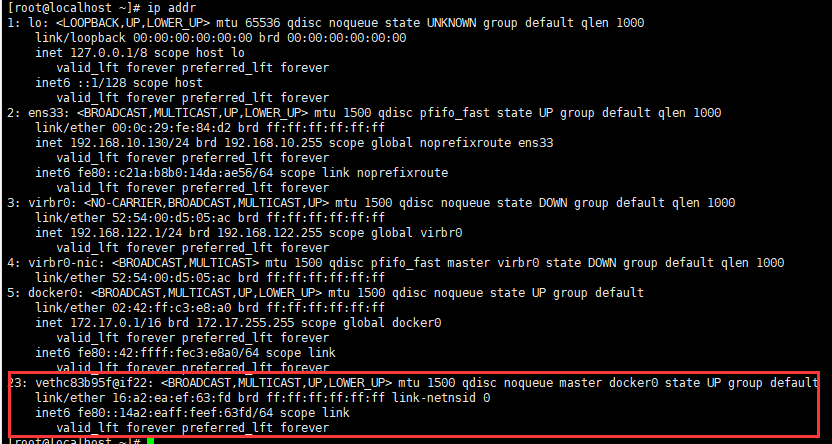 [root@localhost ~]# ip addr
1: lo: <LOOPBACK,UP,LOWER_UP> mtu 65536 qdisc noqueue state UNKNOWN group default qlen 1000
    link/loopback 00:00:00:00:00:00 brd 00:00:00:00:00:00
    inet 127.0.0.1/8 scope host lo
       valid_lft forever preferred_lft forever
    inet6 ::1/128 scope host
       valid_lft forever preferred_lft forever
2: ens33: <BROADCAST,MULTICAST,UP,LOWER_UP> mtu 1500 qdisc pfifo_fast state UP group default qlen 1000
    link/ether 00:0c:29:fe:84:d2 brd ff:ff:ff:ff:ff:ff
    inet 192.168.10.130/24 brd 192.168.10.255 scope global noprefixroute ens33
       valid_lft forever preferred_lft forever
    inet6 fe80::c21a:b8b0:14da:ae56/64 scope link noprefixroute
       valid_lft forever preferred_lft forever
3: virbr0: <NO-CARRIER,BROADCAST,MULTICAST,UP> mtu 1500 qdisc noqueue state DOWN group default qlen 1000
    link/ether 52:54:00:d5:05:ac brd ff:ff:ff:ff:ff:ff
    inet 192.168.122.1/24 brd 192.168.122.255 scope global virbr0
       valid_lft forever preferred_lft forever
4: virbr0-nic: <BROADCAST,MULTICAST> mtu 1500 qdisc pfifo_fast master virbr0 state DOWN group default qlen 1000
    link/ether 52:54:00:d5:05:ac brd ff:ff:ff:ff:ff:ff
5: docker0: <BROADCAST,MULTICAST,UP,LOWER_UP> mtu 1500 qdisc noqueue state UP group default
    link/ether 02:42:ff:c3:e8:a0 brd ff:ff:ff:ff:ff:ff
    inet 172.17.0.1/16 brd 172.17.255.255 scope global docker0
       valid_lft forever preferred_lft forever
    inet6 fe80::42:ffff:fec3:e8a0/64 scope link
       valid_lft forever preferred_lft forever
23: vethc83b95f@if22: <BROADCAST,MULTICAST,UP,LOWER_UP> mtu 1500 qdisc noqueue master docker0 state UP group default
    link/ether 16:a2:ea:ef:63:fd brd ff:ff:ff:ff:ff:ff link-netnsid 0
    inet6 fe80::14a2:eaff:feef:63fd/64 scope link
       valid_lft forever preferred_lft forever
[root@localhost ~]#